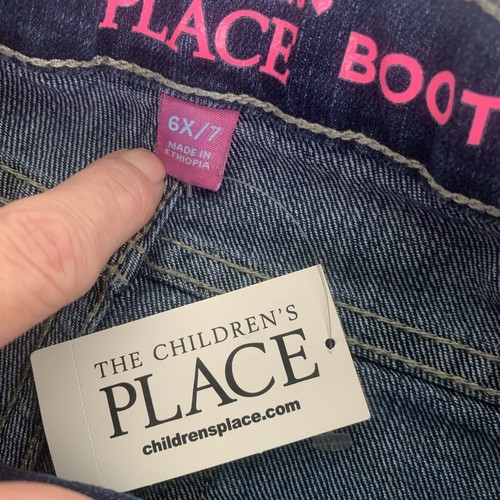 PLACE BOOT
6X/7
MADE IN
ETHIOPIA
THE CHILDREN'S
PLACE
childrensplace.com